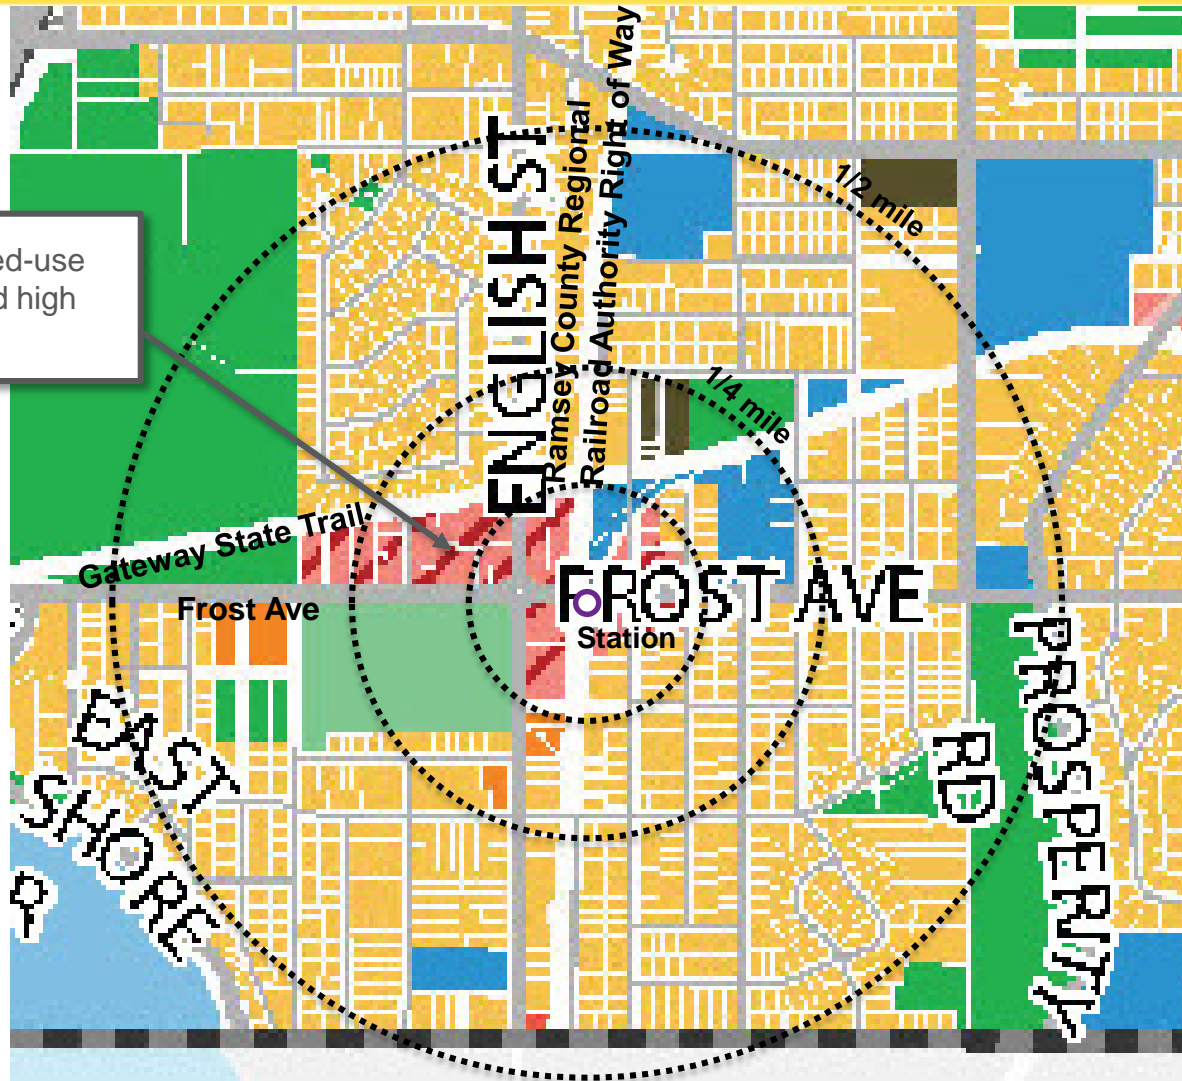 ENGLISH ST
Ramsey County Regional
Railroad Authority Right of Way
1/2 mile
ed-use
d high
1/4 mile
Gateway State Trail
Frost Ave
FROST AVE
Station
EAST
SHORE
PROSPERITY
RD